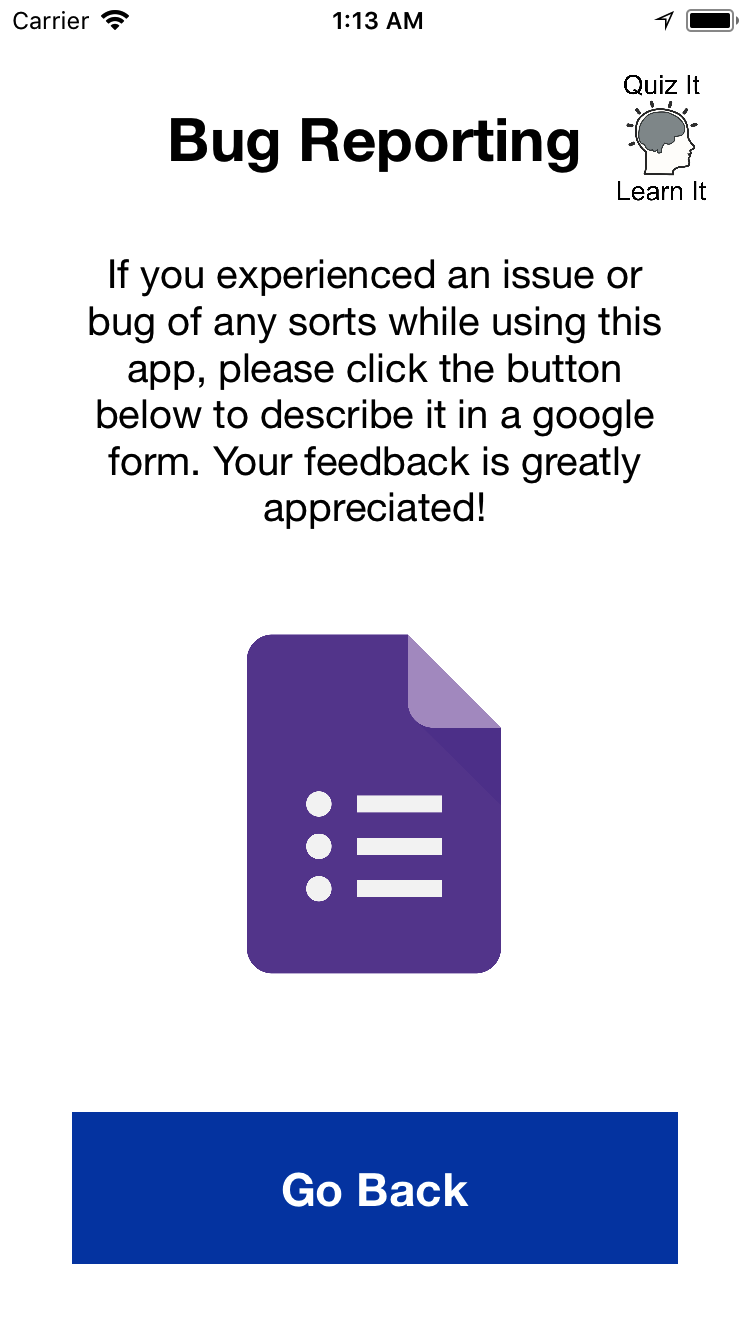 Carrier 1:13 AM
Quiz It
Bug Reporting
Learn It
If you experienced an issue or
bug of any sorts while using this
app, please click the button
below to describe it in a google
form. Your feedback is greatly
appreciated!
Go Back